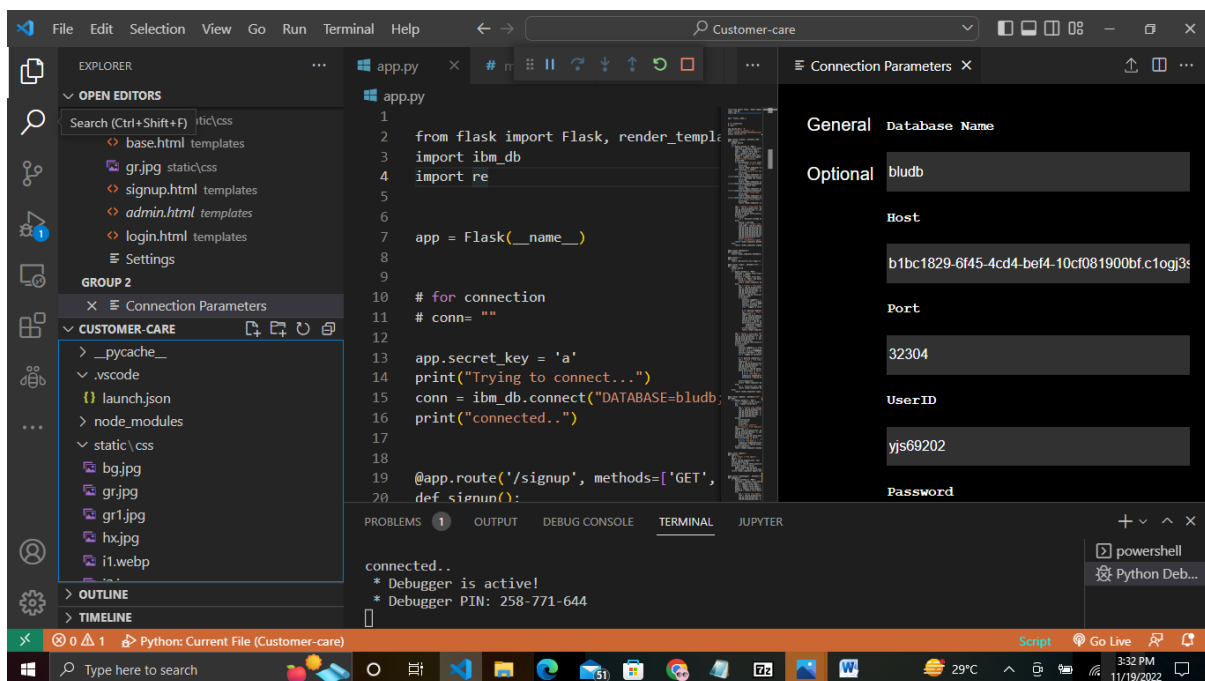 File Edit Selection View Go Run Terminal Help
Customer-care
EXPLORER
OPEN EDITORS
Search (Ctrl+Shift+F)
tic\css
base.html templates
gr.jpg static\css
signup.html templates
admin.html templates
login.html templates
Settings
GROUP 2
Connection Parameters
CUSTOMER-CARE
__pycache__
.vscode
{} launch.json
node_modules
static\css
bg.jpg
gr.jpg
gr1.jpg
hx.jpg
i1.webp
OUTLINE
TIMELINE
1
app.py
app.py
1
2 from flask import Flask, render_templa
3 import ibm_db
4 import re
5
6
7 app = Flask(__name__)
8
9
10 # for connection
11 # conn= ""
12
13 app.secret_key = 'a'
14 print("Trying to connect...")
15 conn = ibm_db.connect("DATABASE=bludb;
16 print("connected..")
17
18
19 @app.route('/signup', methods=['GET',
20 def signup():
Connection Parameters
General
Optional
Database Name
bludb
Host
b1bc1829-6f45-4cd4-bef4-10cf081900bf.c1ogj3s
Port
32304
UserID
yjs69202
Password
PROBLEMS 1 OUTPUT DEBUG CONSOLE TERMINAL JUPYTER
connected..
* Debugger is active!
* Debugger PIN: 258-771-644
powershell
Python Deb...
0 1 Python: Current File (Customer-care)
Script Go Live
Type here to search
51
7z
W
29°C
3:32 PM
11/19/2022